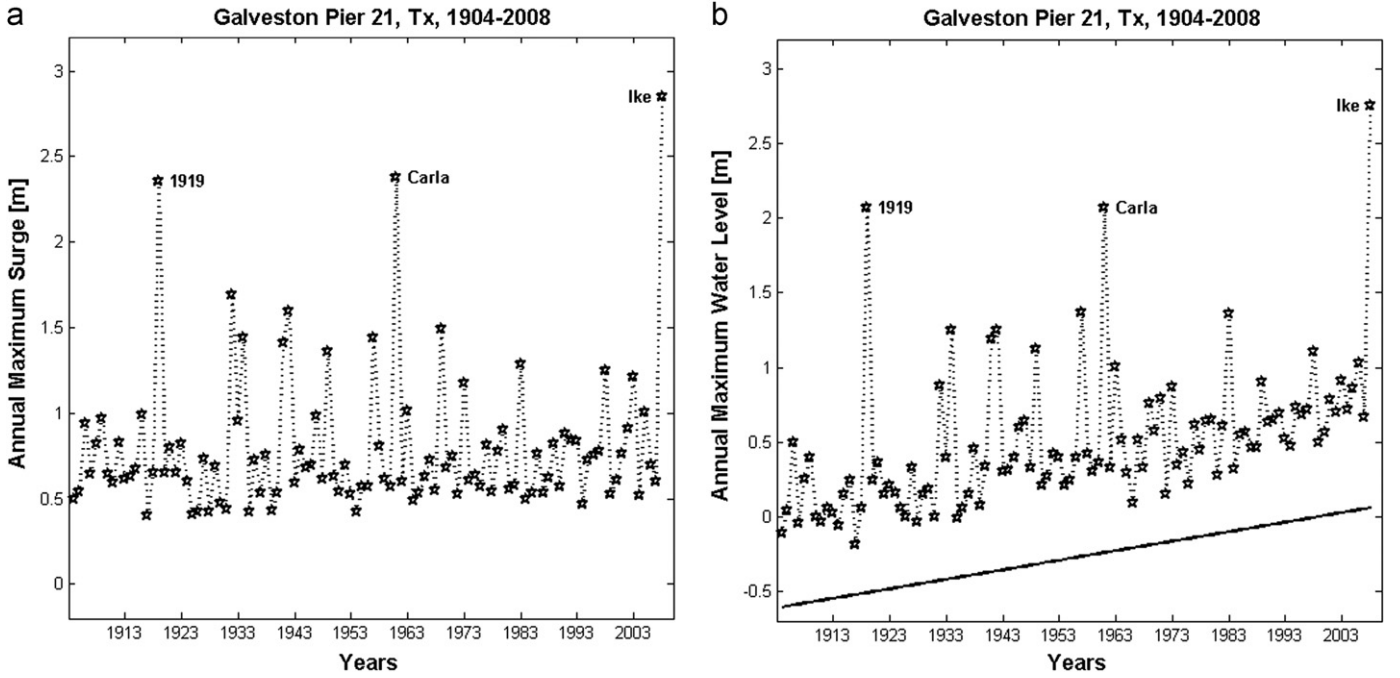 a
Galveston Pier 21, Tx, 1904-2008
Annual Maximum Surge [m]
3
2.5
2
1.5
1
0.5
0
1919
Carla
Ike
1913 1923 1933 1943 1953 1963 1973 1983 1993 2003
Years
b
Galveston Pier 21, Tx, 1904-2008
Annual Maximum Water Level [m]
3
2.5
2
1.5
1
0.5
0
-0.5
1919
Carla
Ike
1913 1923 1933 1943 1953 1963 1973 1983 1993 2003
Years